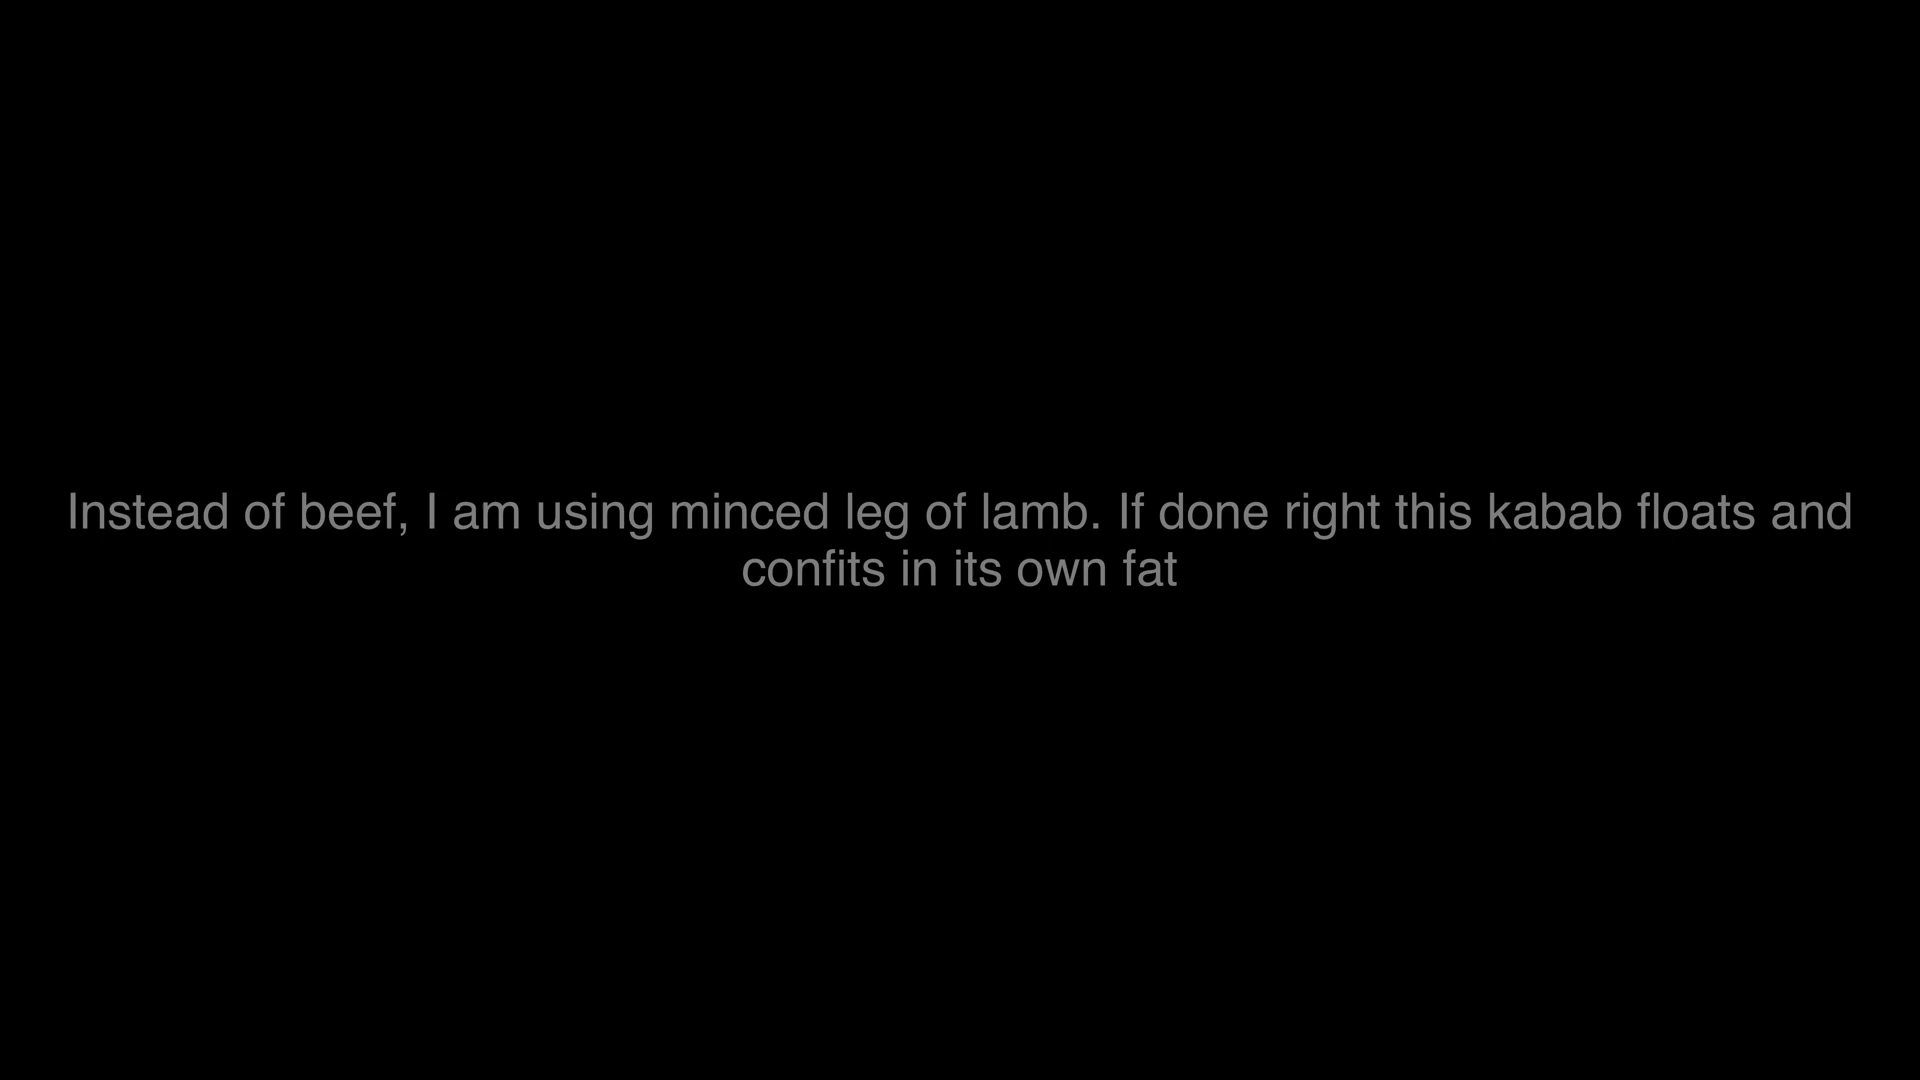 Instead of beef, I am using minced leg of lamb. If done right this kabab floats and
confits in its own fat